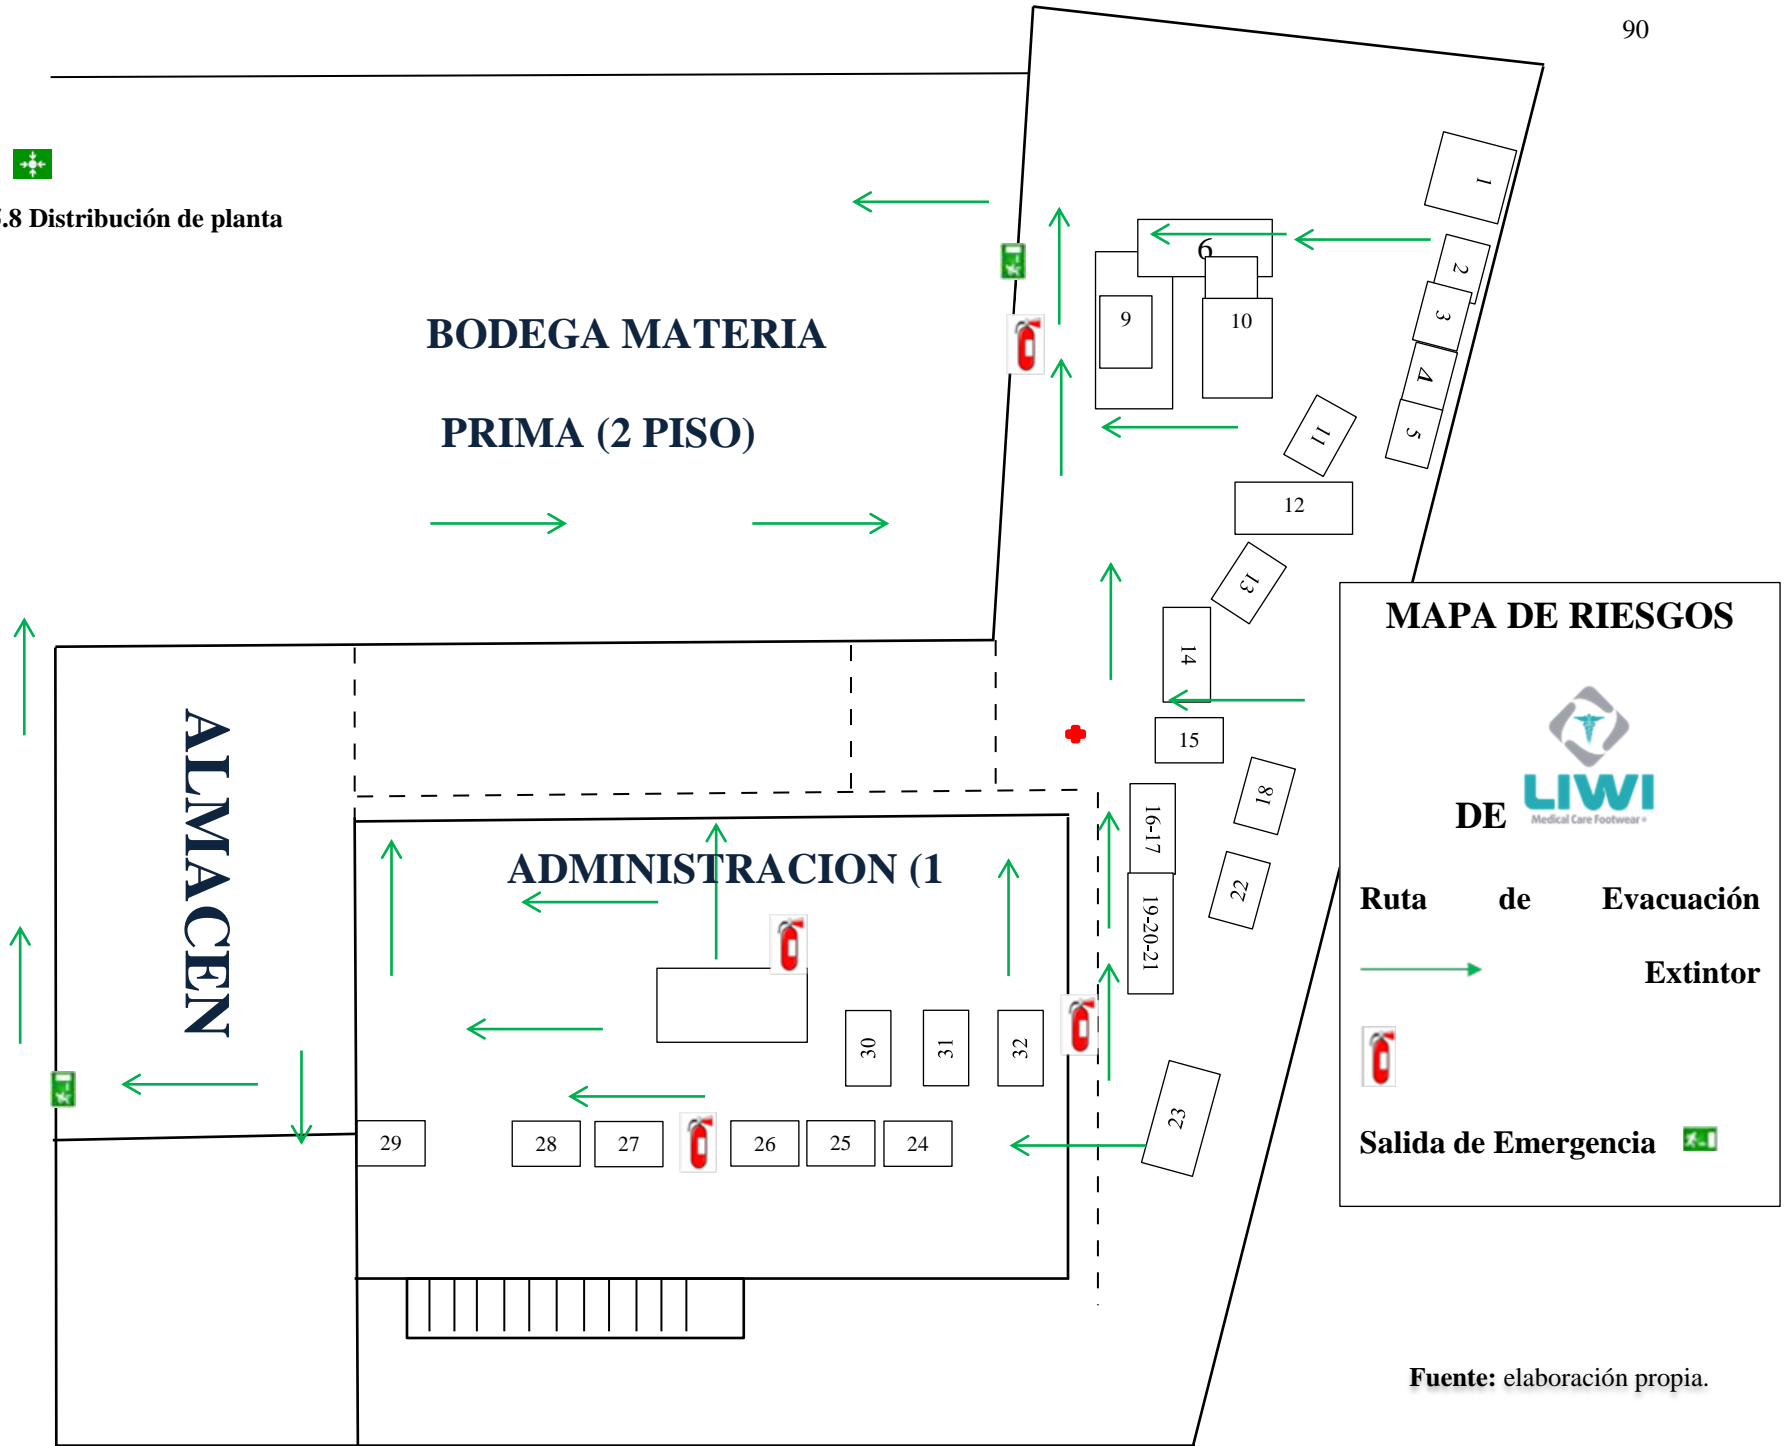 90
.8 Distribución de planta
1
2
6
3
9
10
BODEGA MATERIA
PRIMA (2 PISO)
4
5
11
12
13
MAPA DE RIESGOS
14
15
ALMACEN
18
16-17
LIWI
DE
Medical Care Footwear
ADMINISTRACION (1
22
Ruta de Evacuación
19-20-21
Extintor
30
31
32
23
29
28
27
26
25
24
Salida de Emergencia
Fuente: elaboración propia.